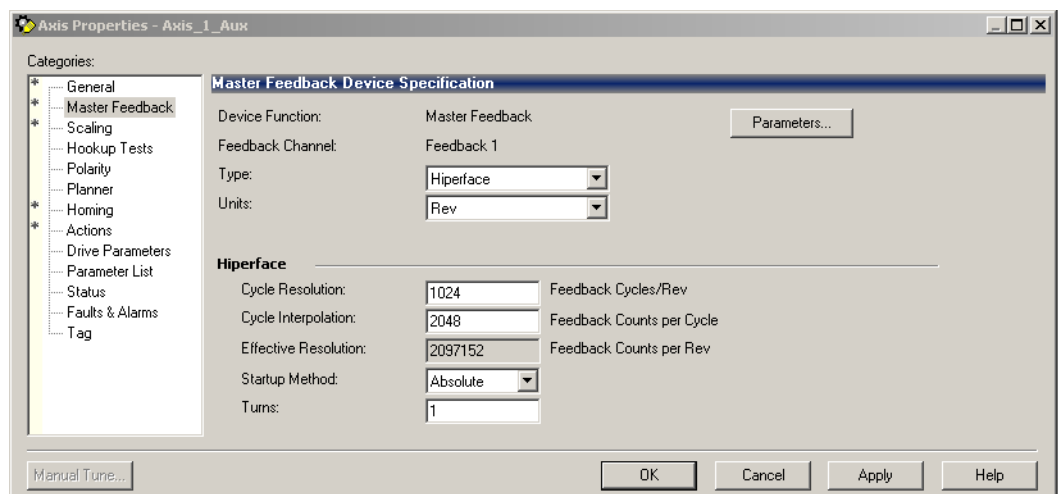 Axis Properties - Axis_1_Aux
Categories:
* General
* Master Feedback
* Scaling
Hookup Tests
Polarity
Planner
* Homing
* Actions
Drive Parameters
Parameter List
Status
Faults & Alarms
Tag
Master Feedback Device Specification
Device Function: Master Feedback
Parameters...
Feedback Channel: Feedback 1
Type: Hiperface
Units: Rev
Hiperface
Cycle Resolution: 1024 Feedback Cycles/Rev
Cycle Interpolation: 2048 Feedback Counts per Cycle
Effective Resolution: 2097152 Feedback Counts per Rev
Startup Method: Absolute
Turns: 1
Manual Tune... OK Cancel Apply Help